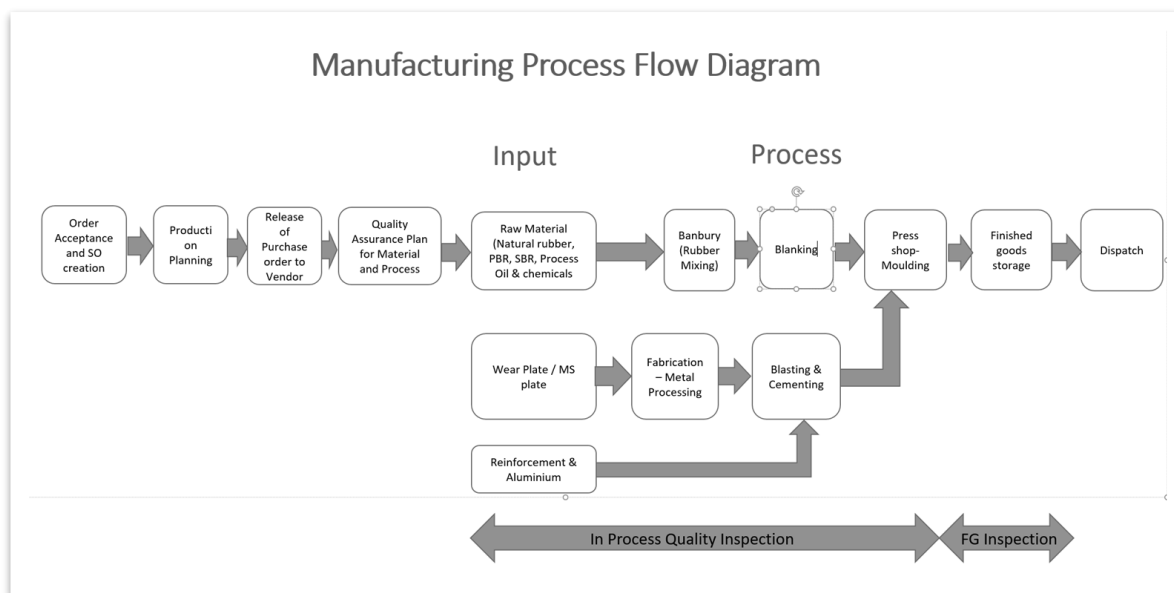 Manufacturing Process Flow Diagram
Input
Process
Order
Acceptance
and SO
creation
Producti
on
Planning
Release
of
Purchase
order to
Vendor
Quality
Assurance Plan
for Material
and Process
Raw Material
(Natural rubber,
PBR, SBR, Process
Oil & chemicals
Banbury
(Rubber
Mixing)
Blanking
Press
shop-
Moulding
Finished
goods
storage
Dispatch
Wear Plate / MS
plate
Fabrication
– Metal
Processing
Blasting &
Cementing
Reinforcement &
Aluminium
In Process Quality Inspection
FG Inspection